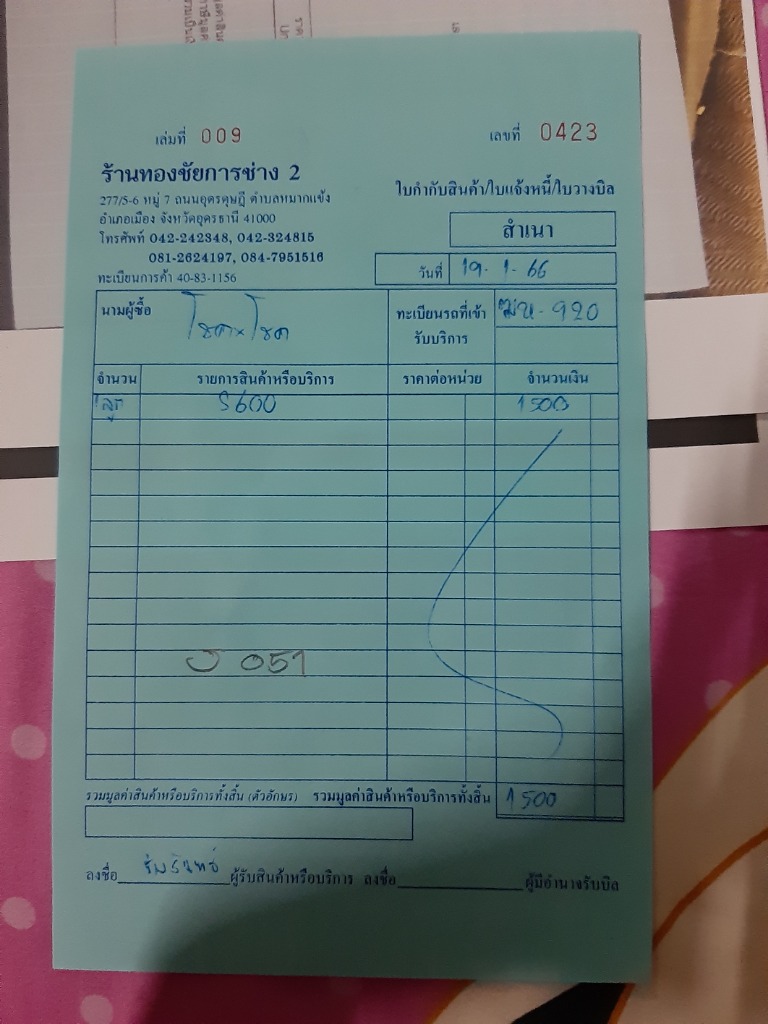 เล่มที่ 009
เลขที่ 0423
ร้านทองชัยการช่าง 2
277/5-6 หมู่ 7 ถนนอุดรดุษฎี ตำบลหมากแข้ง
อำเภอเมือง จังหวัดอุดรธานี 41000
โทรศัพท์ 042-242348, 042-324815
081-2624197, 084-7951516
ทะเบียนการค้า 40-83-1156
ใบกำกับสินค้า/ใบแจ้งหนี้/ใบวางบิล
สำเนา
วันที่ 19-1-66
นามผู้ซื้อ
ทะเบียนรถที่เข้า
รับบริการ
920
จำนวน รายการสินค้าหรือบริการ ราคาต่อหน่วย จำนวนเงิน
ลูก S600 1500
051
รวมมูลค่าสินค้าหรือบริการทั้งสิ้น (ตัวอักษร) รวมมูลค่าสินค้าหรือบริการทั้งสิ้น 1500
ลงชื่อ ผู้รับสินค้าหรือบริการ ลงชื่อ ผู้มีอำนาจรับบิล